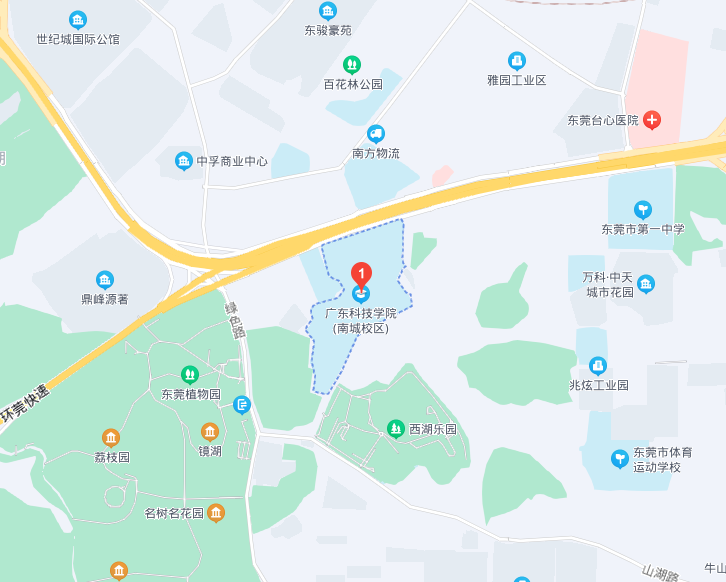 东骏豪苑
世纪城国际公馆
雅园工业区
百花林公园
东莞台心医院
南方物流
中孚商业中心
湖
东莞市第一中学
万科·中天
城市花园
鼎峰源著
1
广东科技学院
(南城校区)
绿色路
兆炫工业园
东莞植物园
环莞快速
西湖乐园
镜湖
荔枝园
东莞市体育
运动学校
名树名花园
山湖路
牛山